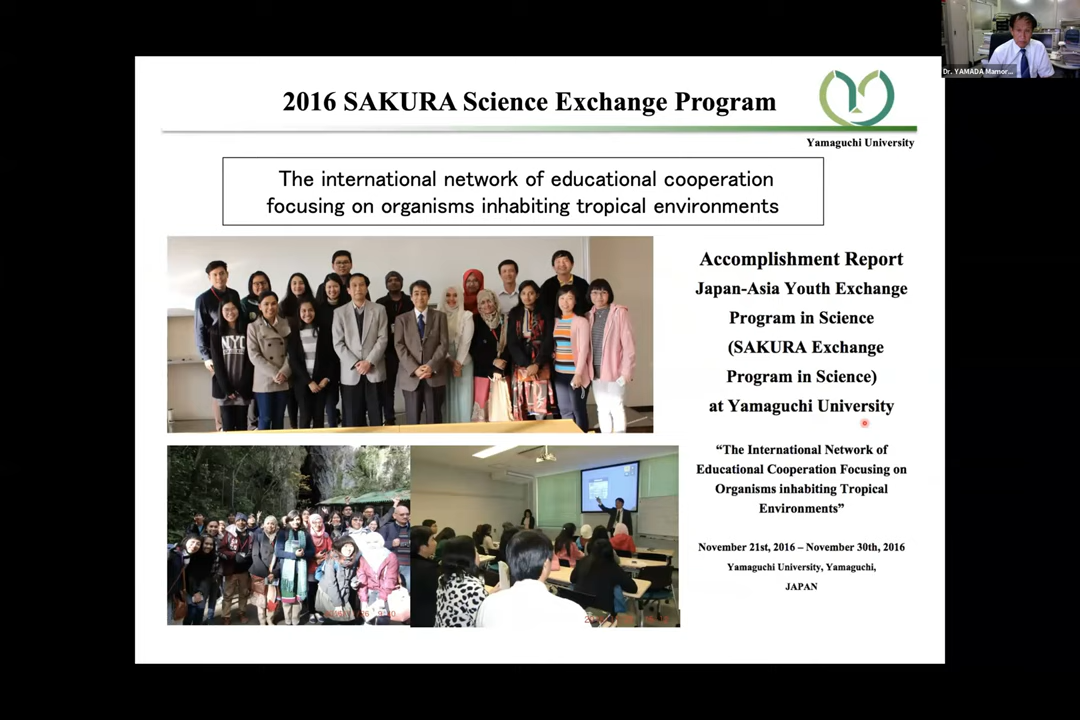 Dr. YAMADA Mamor...
2016 SAKURA Science Exchange Program
Yamaguchi University
The international network of educational cooperation
focusing on organisms inhabiting tropical environments
Accomplishment Report
Japan-Asia Youth Exchange
Program in Science
(SAKURA Exchange
Program in Science)
at Yamaguchi University
“The International Network of
Educational Cooperation Focusing on
Organisms inhabiting Tropical
Environments”
November 21st, 2016 – November 30th, 2016
Yamaguchi University, Yamaguchi,
JAPAN
NYC